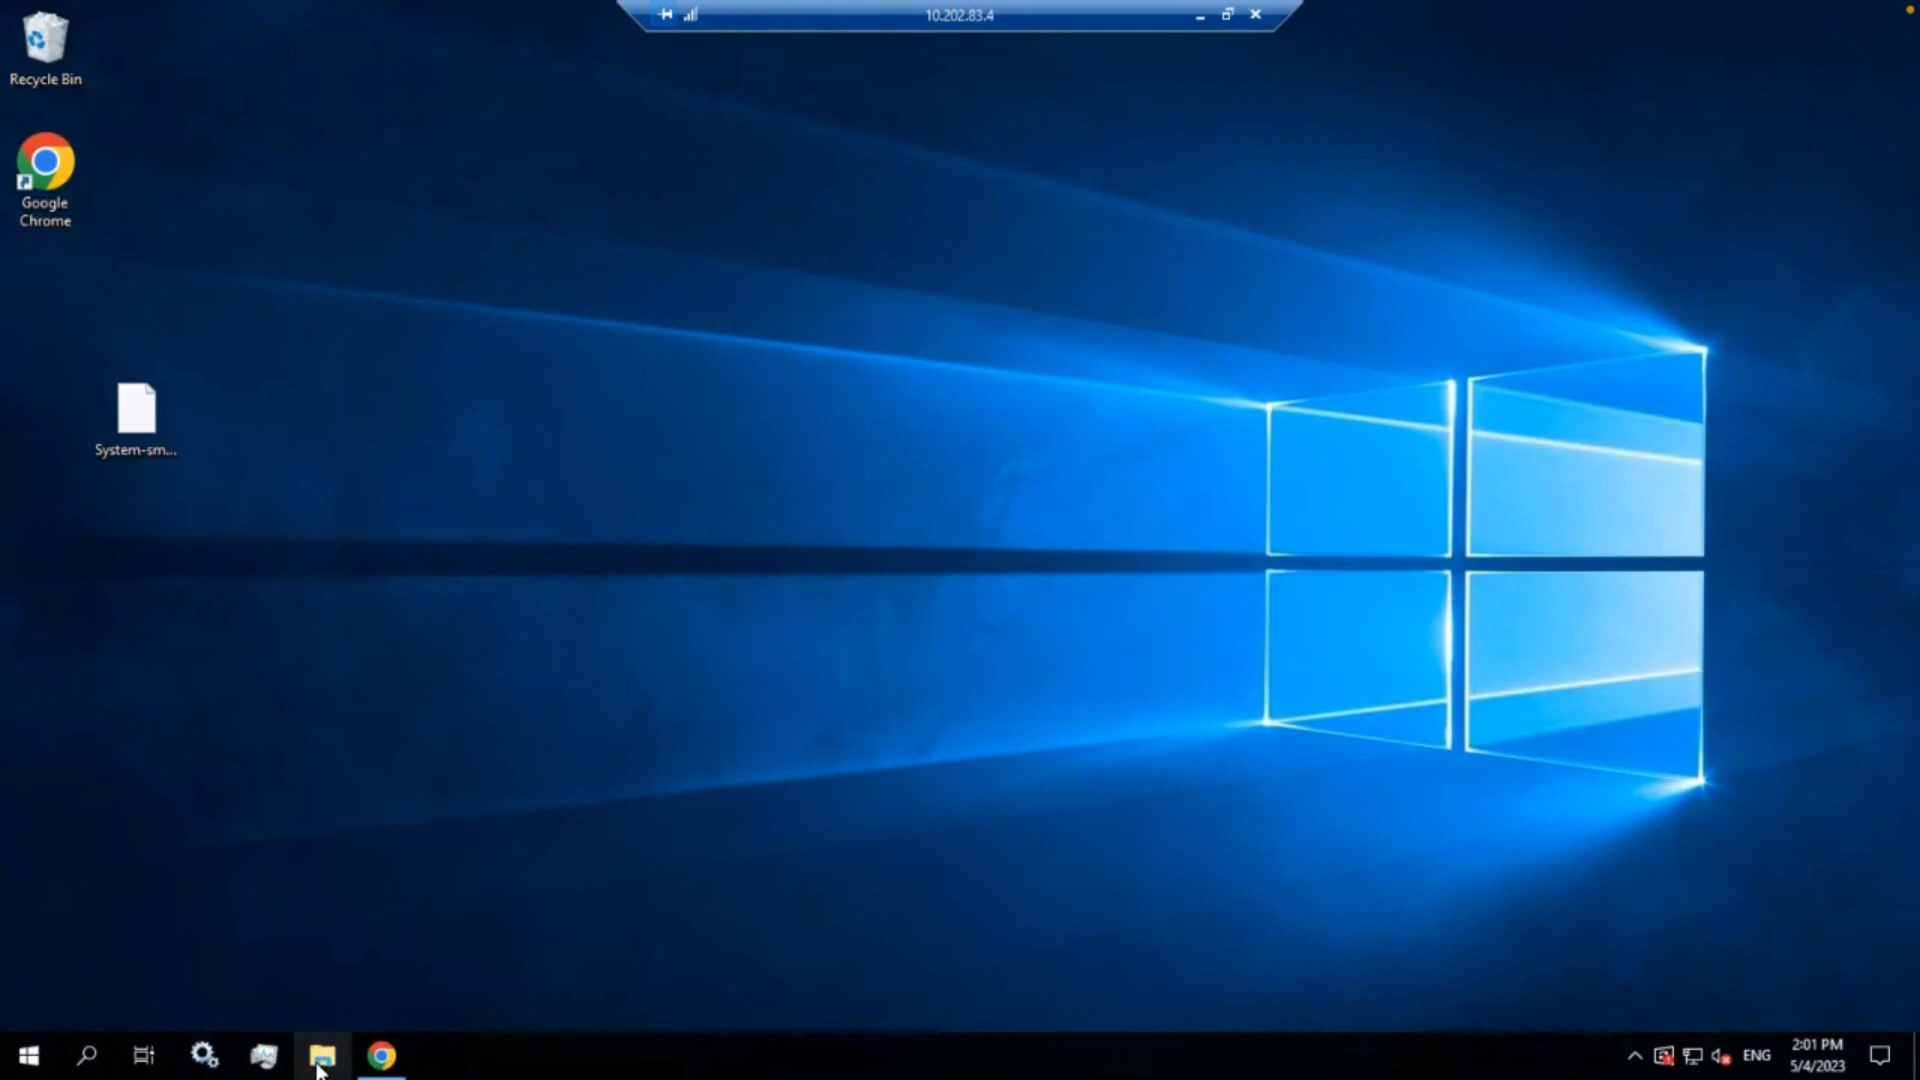 10.202.83.4
Recycle Bin
Google
Chrome
System-sm...
ENG
2:01 PM
5/4/2023